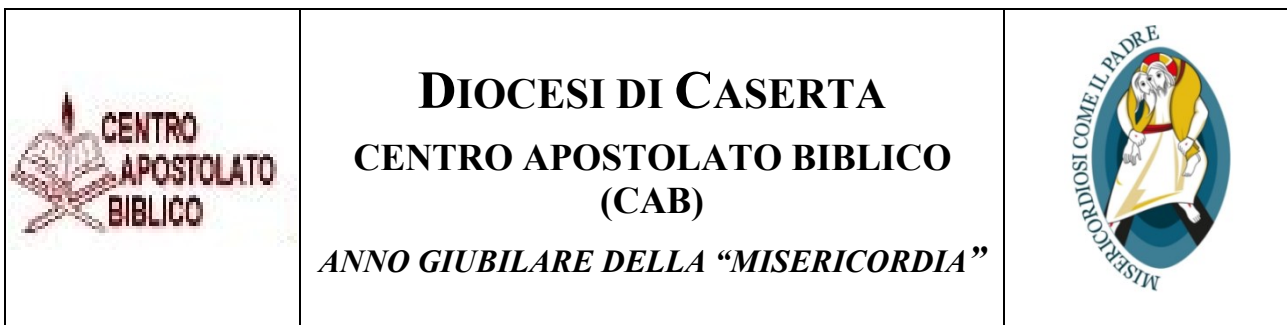 CENTRO
APOSTOLATO
BIBLICO
DIOCESI DI CASERTA
CENTRO APOSTOLATO BIBLICO
(CAB)
ANNO GIUBILARE DELLA “MISERICORDIA”
MISERICORDIOSI COME IL PADRE